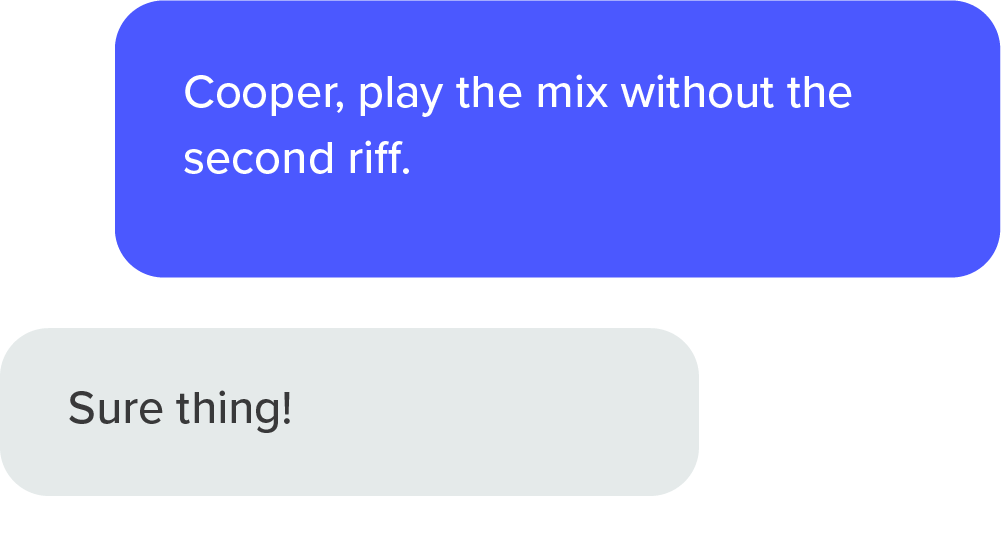 Cooper, play the mix without the
second riff.
Sure thing!